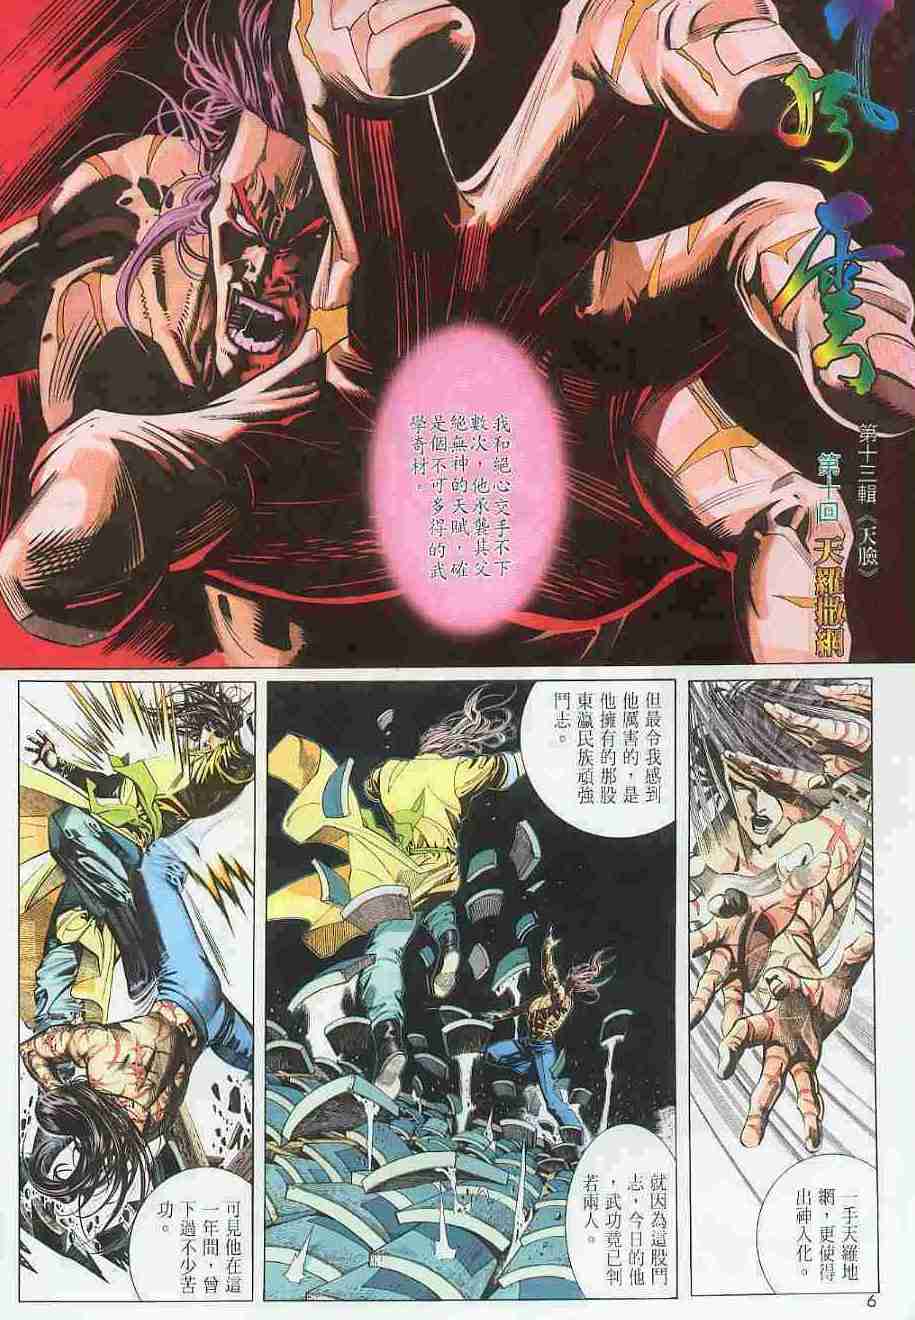 風雲
第十三輯《天臉》
第十回
天羅撒網
我和絕心交手不下
數次，他承襲其父
絕無神的天賦，確
是個不可多得的武
學奇材。
一手天羅地
網，更使得
出神入化。
但最令我感到
他厲害的，是
他擁有的那股
東瀛民族頑強
鬥志。
就因為這股鬥
志，今日的他
，武功竟已判
若兩人。
可見他在這
一年間，曾
下過不少苦
功。
6